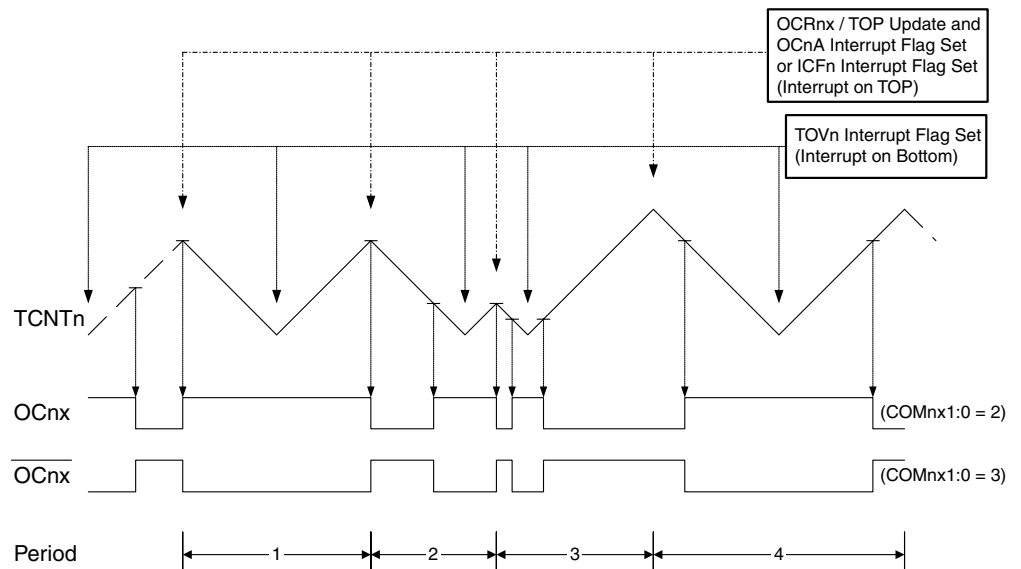 OCRnx / TOP Update and
OCnA Interrupt Flag Set
or ICFn Interrupt Flag Set
(Interrupt on TOP)
TOVn Interrupt Flag Set
(Interrupt on Bottom)
TCNTn
OCnx
(COMnx1:0 = 2)
OCnx
(COMnx1:0 = 3)
Period
1
2
3
4